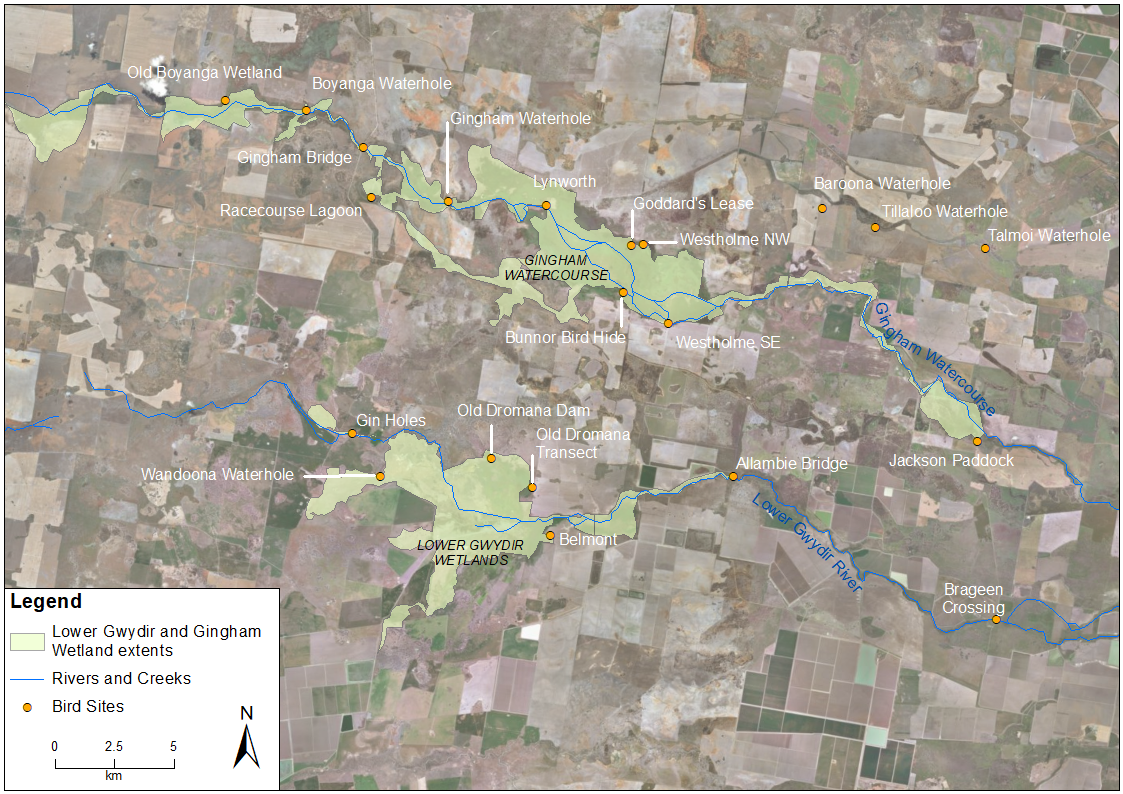 Old Boyanga Wetland
Boyanga Waterhole
Gingham Waterhole
Gingham Bridge
Lynworth
Baroona Waterhole
Racecourse Lagoon
Goddard's Lease
Tillaloo Waterhole
Westholme NW
Talmoi Waterhole
GINGHAM
WATERCOURSE
Bunnor Bird Hide
Westholme SE
Gingham Watercourse
Old Dromana Dam
Gin Holes
Old Dromana
Transect
Wandoona Waterhole
Allambie Bridge
Jackson Paddock
Lower Gwydir River
Belmont
LOWER GWYDIR
WETLANDS
Brageen
Crossing
Legend
Lower Gwydir and Gingham
Wetland extents
Rivers and Creeks
Bird Sites
N
0 2.5 5
km